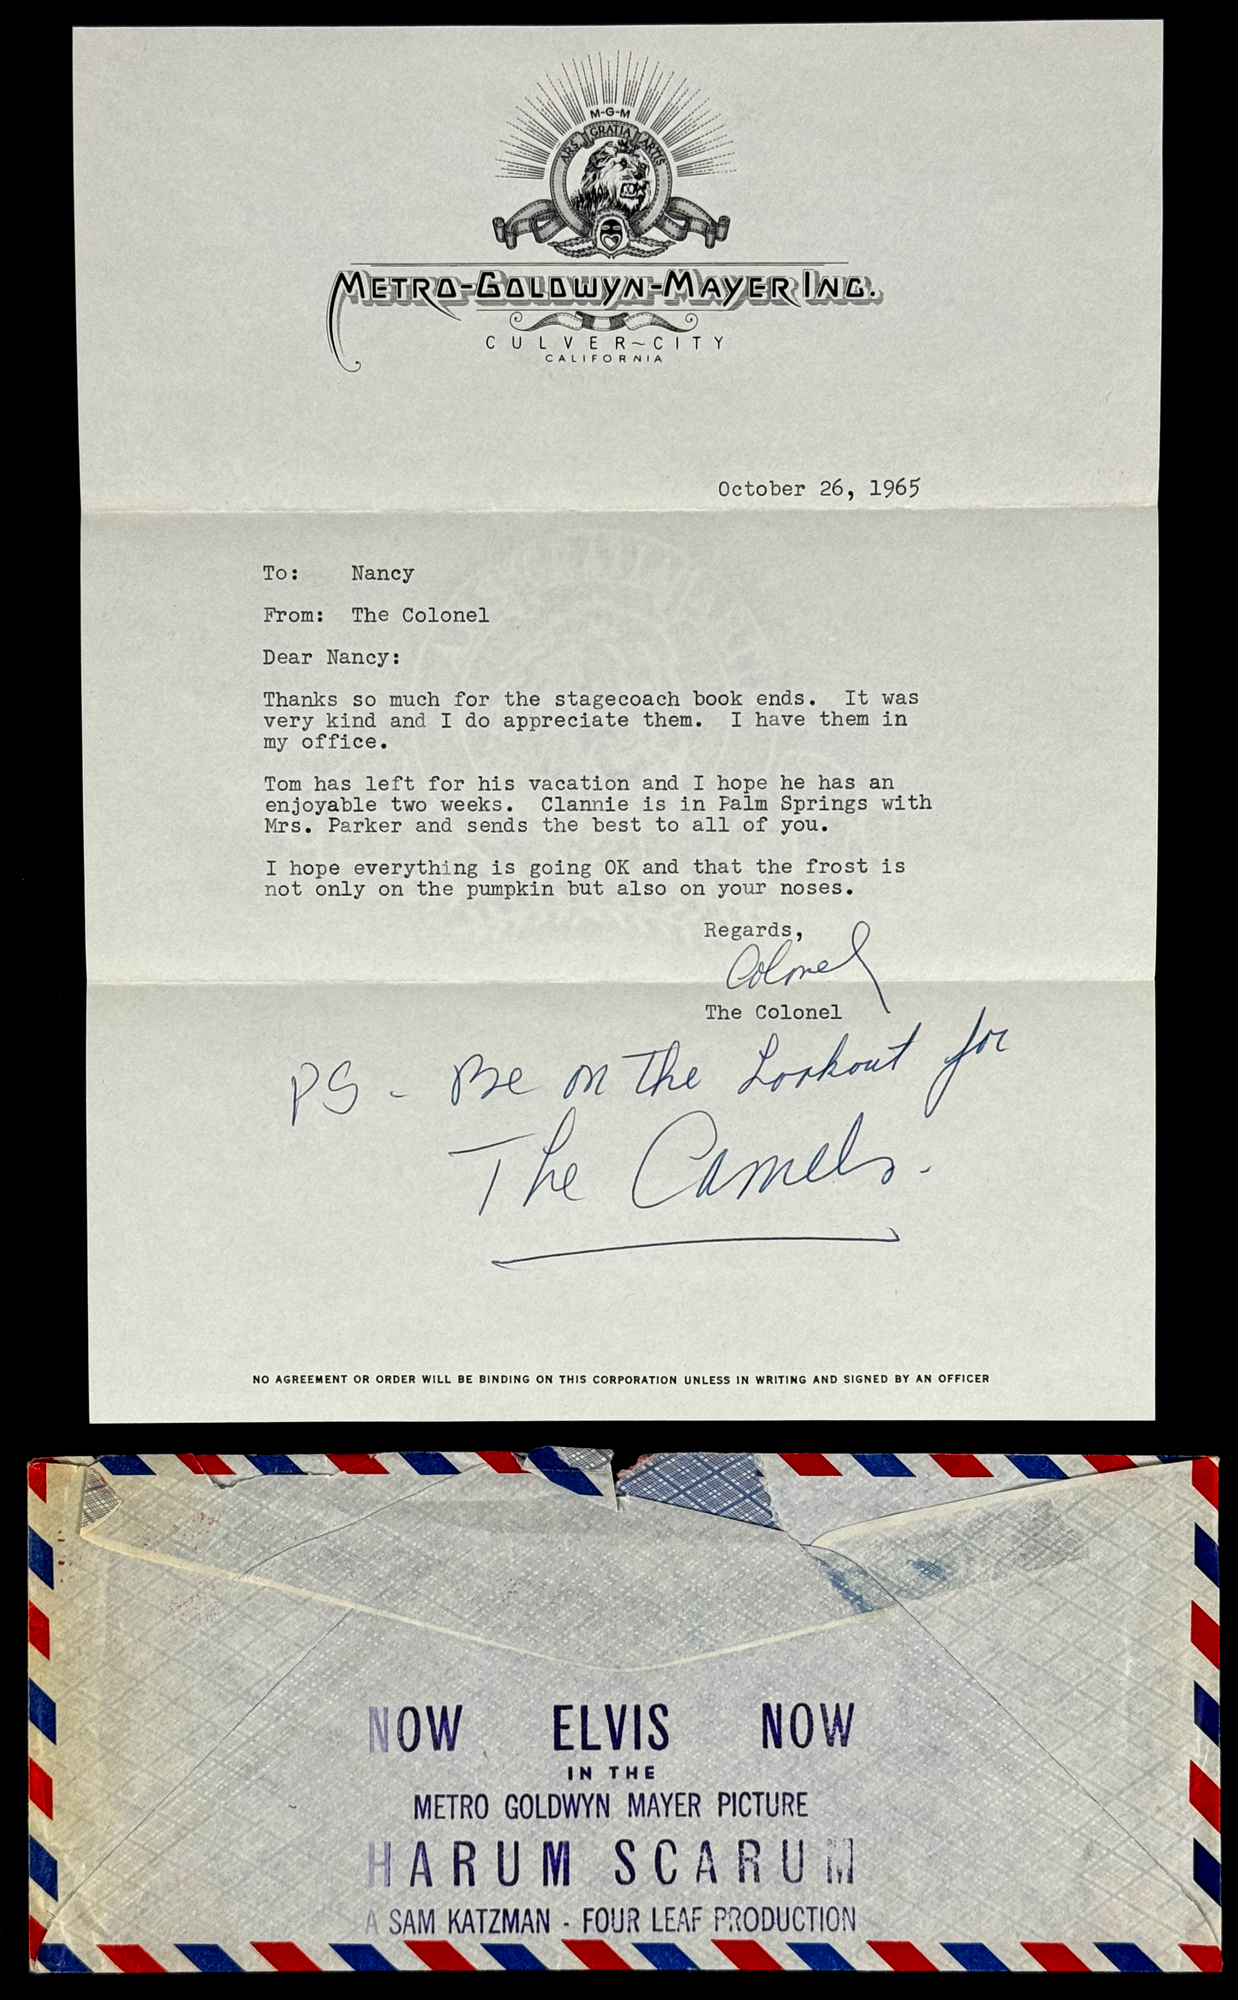 M-G-M
ARS GRATIA ARTIS
METRO-GOLDWYN-MAYER INC.
CULVER~CITY
CALIFORNIA
October 26, 1965
To: Nancy
From: The Colonel
Dear Nancy:
Thanks so much for the stagecoach book ends. It was
very kind and I do appreciate them. I have them in
my office.
Tom has left for his vacation and I hope he has an
enjoyable two weeks. Clannie is in Palm Springs with
Mrs. Parker and sends the best to all of you.
I hope everything is going OK and that the frost is
not only on the pumpkin but also on your noses.
Regards,
Colonel
The Colonel
PS - Be on The Lookout for
The Camels.
NO AGREEMENT OR ORDER WILL BE BINDING ON THIS CORPORATION UNLESS IN WRITING AND SIGNED BY AN OFFICER
NOW ELVIS NOW
IN THE
METRO GOLDWYN MAYER PICTURE
HARUM SCARUM
A SAM KATZMAN - FOUR LEAF PRODUCTION